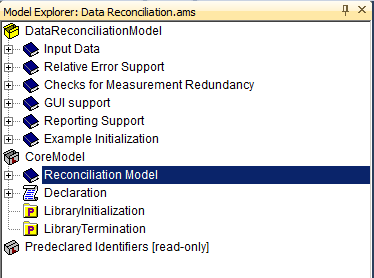 Model Explorer: Data Reconciliation.ams
DataReconciliationModel
Input Data
Relative Error Support
Checks for Measurement Redundancy
GUI support
Reporting Support
Example Initialization
CoreModel
Reconciliation Model
Declaration
P LibraryInitialization
P LibraryTermination
Predeclared Identifiers [read-only]